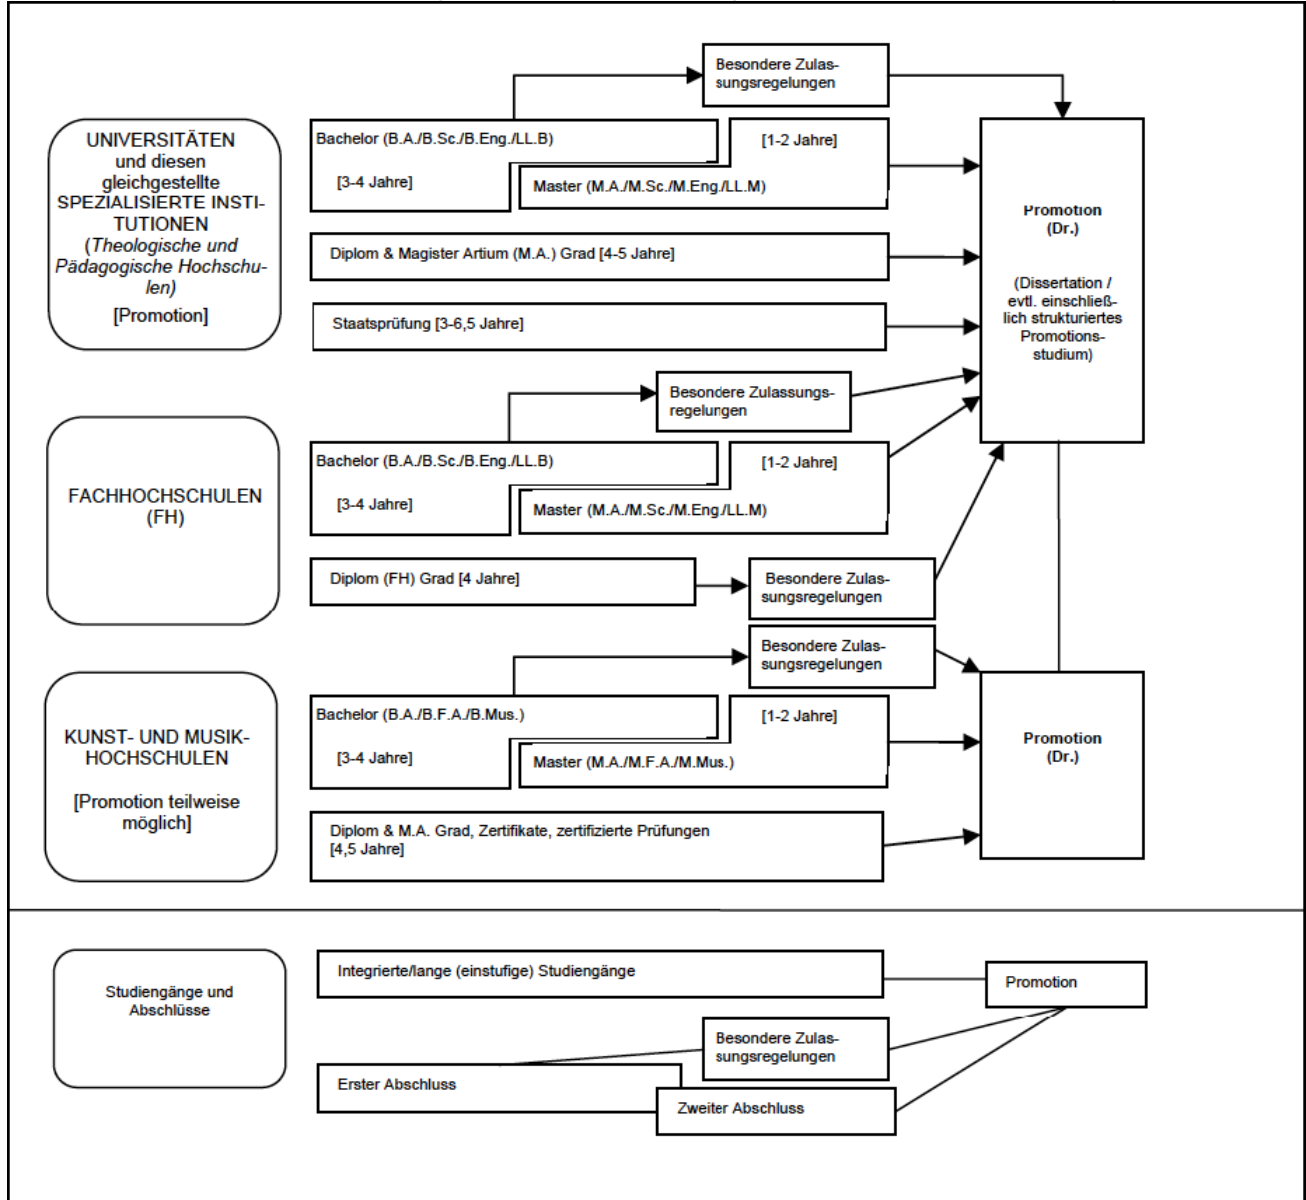 Besondere Zulas-
sungsregelungen
UNIVERSITÄTEN
und diesen
gleichgestellte
SPEZIALISIERTE INSTI-
TUTIONEN
(Theologische und
Pädagogische Hochschu-
len)
[Promotion]
Bachelor (B.A./B.Sc./B.Eng./LL.B)
[3-4 Jahre]
[1-2 Jahre]
Master (M.A./M.Sc./M.Eng./LL.M)
Diplom & Magister Artium (M.A.) Grad [4-5 Jahre]
Staatsprüfung [3-6,5 Jahre]
Promotion
(Dr.)
(Dissertation /
evtl. einschließ-
lich strukturiertes
Promotions-
studium)
Besondere Zulassungs-
regelungen
FACHHOCHSCHULEN
(FH)
Bachelor (B.A./B.Sc./B.Eng./LL.B)
[3-4 Jahre]
[1-2 Jahre]
Master (M.A./M.Sc./M.Eng./LL.M)
Diplom (FH) Grad [4 Jahre]
Besondere Zulas-
sungsregelungen
Besondere Zulas-
sungsregelungen
KUNST- UND MUSIK-
HOCHSCHULEN
[Promotion teilweise
möglich]
Bachelor (B.A./B.F.A./B.Mus.)
[3-4 Jahre]
[1-2 Jahre]
Master (M.A./M.F.A./M.Mus.)
Diplom & M.A. Grad, Zertifikate, zertifizierte Prüfungen
[4,5 Jahre]
Promotion
(Dr.)
Studiengänge und
Abschlüsse
Integrierte/lange (einstufige) Studiengänge
Promotion
Besondere Zulas-
sungsregelungen
Erster Abschluss
Zweiter Abschluss